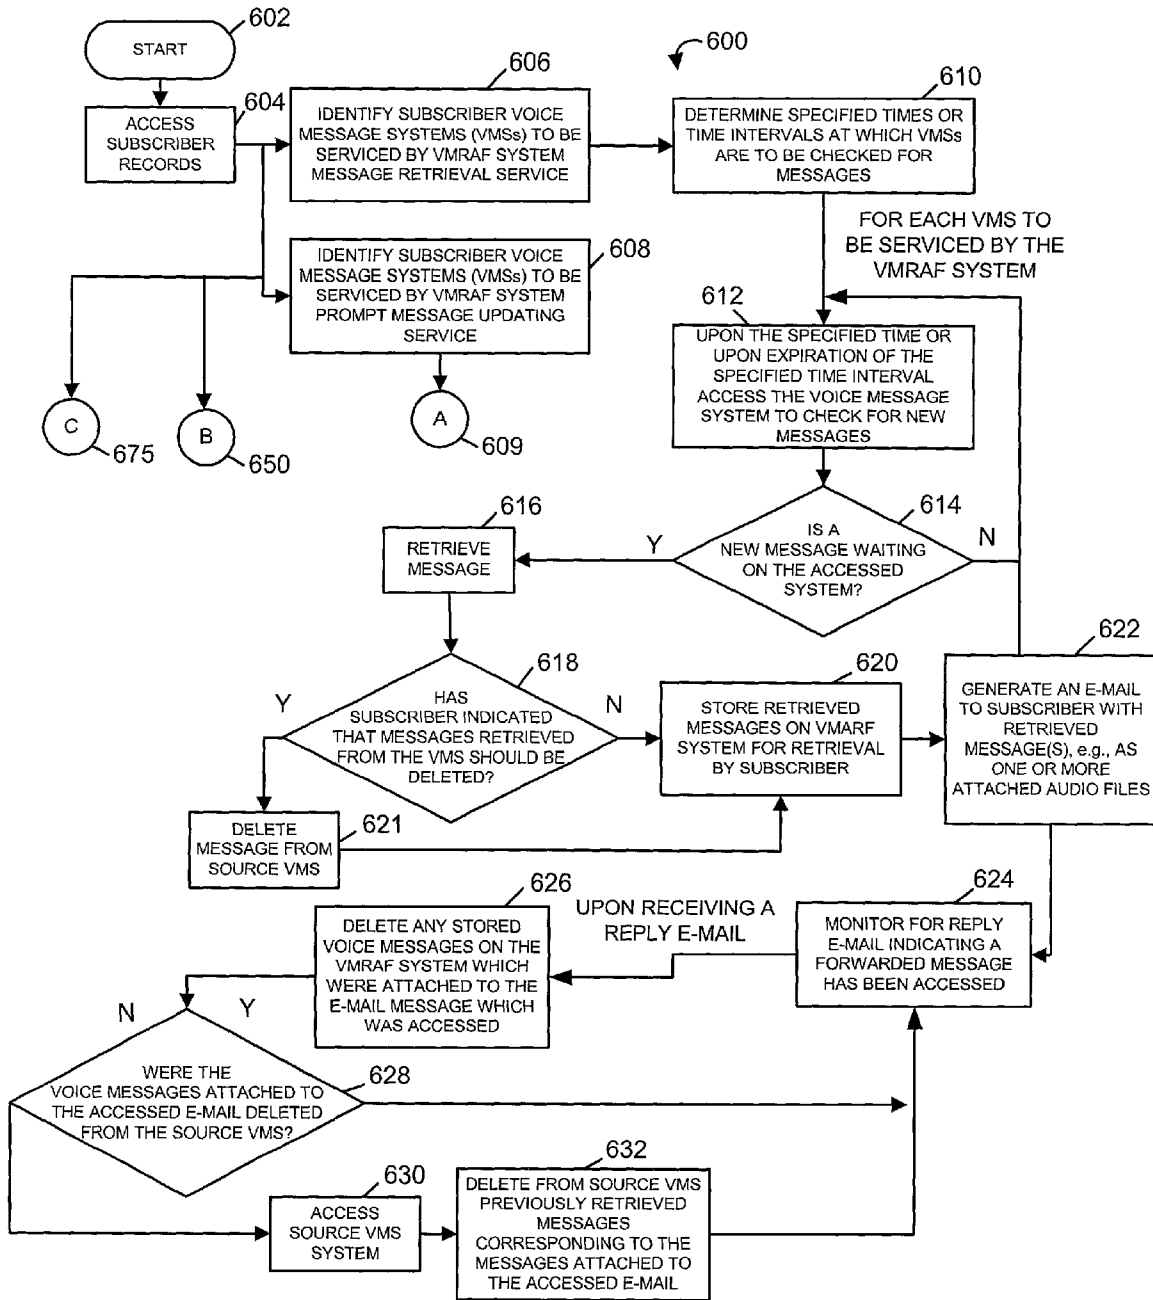 602
START
600
604
ACCESS
SUBSCRIBER
RECORDS
606
IDENTIFY SUBSCRIBER VOICE
MESSAGE SYSTEMS (VMSs) TO BE
SERVICED BY VMRAF SYSTEM
MESSAGE RETRIEVAL SERVICE
610
DETERMINE SPECIFIED TIMES OR
TIME INTERVALS AT WHICH VMSs
ARE TO BE CHECKED FOR
MESSAGES
FOR EACH VMS TO
BE SERVICED BY THE
VMRAF SYSTEM
608
IDENTIFY SUBSCRIBER VOICE
MESSAGE SYSTEMS (VMSs) TO BE
SERVICED BY VMRAF SYSTEM
PROMPT MESSAGE UPDATING
SERVICE
612
UPON THE SPECIFIED TIME OR
UPON EXPIRATION OF THE
SPECIFIED TIME INTERVAL
ACCESS THE VOICE MESSAGE
SYSTEM TO CHECK FOR NEW
MESSAGES
C
675
B
650
A
609
614
IS A
NEW MESSAGE WAITING
ON THE ACCESSED
SYSTEM?
Y
N
616
RETRIEVE
MESSAGE
618
HAS
SUBSCRIBER INDICATED
THAT MESSAGES RETRIEVED
FROM THE VMS SHOULD BE
DELETED?
Y
N
620
STORE RETRIEVED
MESSAGES ON VMARF
SYSTEM FOR RETRIEVAL
BY SUBSCRIBER
622
GENERATE AN E-MAIL
TO SUBSCRIBER WITH
RETRIEVED
MESSAGE(S), e.g., AS
ONE OR MORE
ATTACHED AUDIO FILES
621
DELETE
MESSAGE FROM
SOURCE VMS
624
MONITOR FOR REPLY
E-MAIL INDICATING A
FORWARDED MESSAGE
HAS BEEN ACCESSED
UPON RECEIVING A
REPLY E-MAIL
626
DELETE ANY STORED
VOICE MESSAGES ON THE
VMRAF SYSTEM WHICH
WERE ATTACHED TO THE
E-MAIL MESSAGE WHICH
WAS ACCESSED
N
Y
628
WERE THE
VOICE MESSAGES ATTACHED TO
THE ACCESSED E-MAIL DELETED
FROM THE SOURCE VMS?
630
ACCESS
SOURCE VMS
SYSTEM
632
DELETE FROM SOURCE VMS
PREVIOUSLY RETRIEVED
MESSAGES
CORRESPONDING TO THE
MESSAGES ATTACHED TO
THE ACCESSED E-MAIL